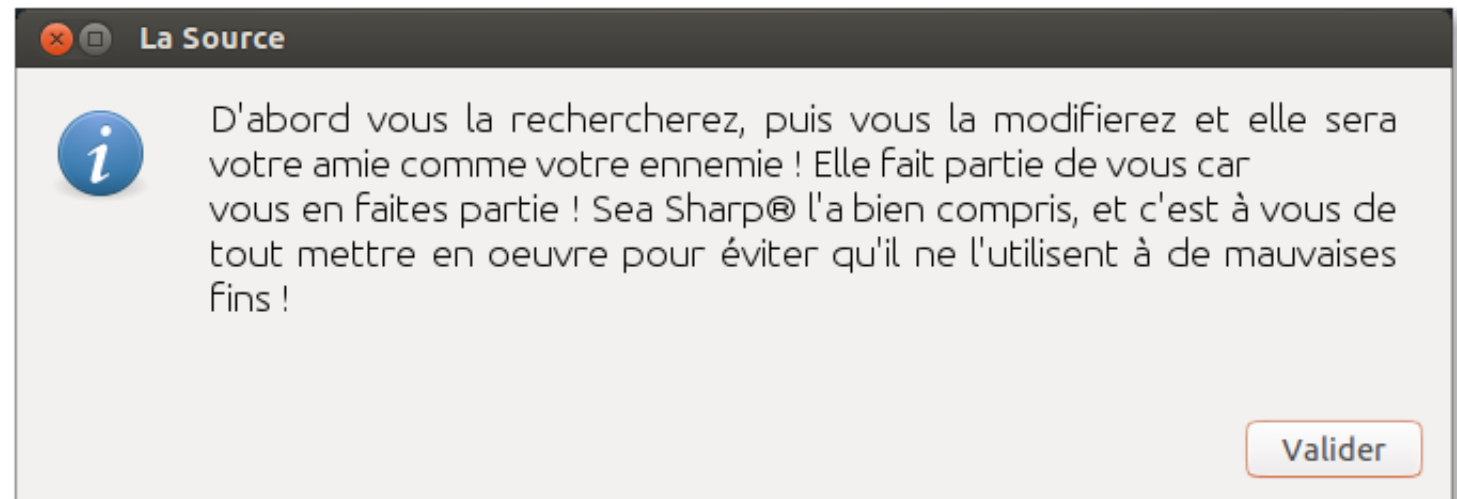 La Source
D'abord vous la rechercherez, puis vous la modifierez et elle sera
votre amie comme votre ennemie ! Elle fait partie de vous car
vous en faites partie ! Sea Sharp® l'a bien compris, et c'est à vous de
tout mettre en oeuvre pour éviter qu'il ne l'utilisent à de mauvaises
fins !
Valider